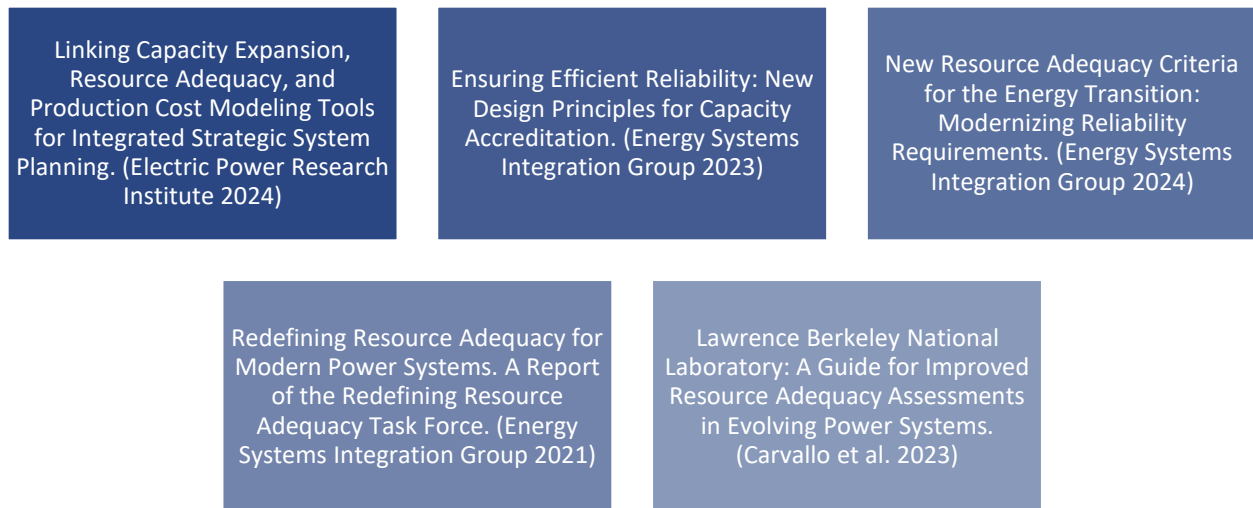 Linking Capacity Expansion,
Resource Adequacy, and
Production Cost Modeling Tools
for Integrated Strategic System
Planning. (Electric Power Research
Institute 2024)
Ensuring Efficient Reliability: New
Design Principles for Capacity
Accreditation. (Energy Systems
Integration Group 2023)
New Resource Adequacy Criteria
for the Energy Transition:
Modernizing Reliability
Requirements. (Energy Systems
Integration Group 2024)
Redefining Resource Adequacy for
Modern Power Systems. A Report
of the Redefining Resource
Adequacy Task Force. (Energy
Systems Integration Group 2021)
Lawrence Berkeley National
Laboratory: A Guide for Improved
Resource Adequacy Assessments
in Evolving Power Systems.
(Carvallo et al. 2023)